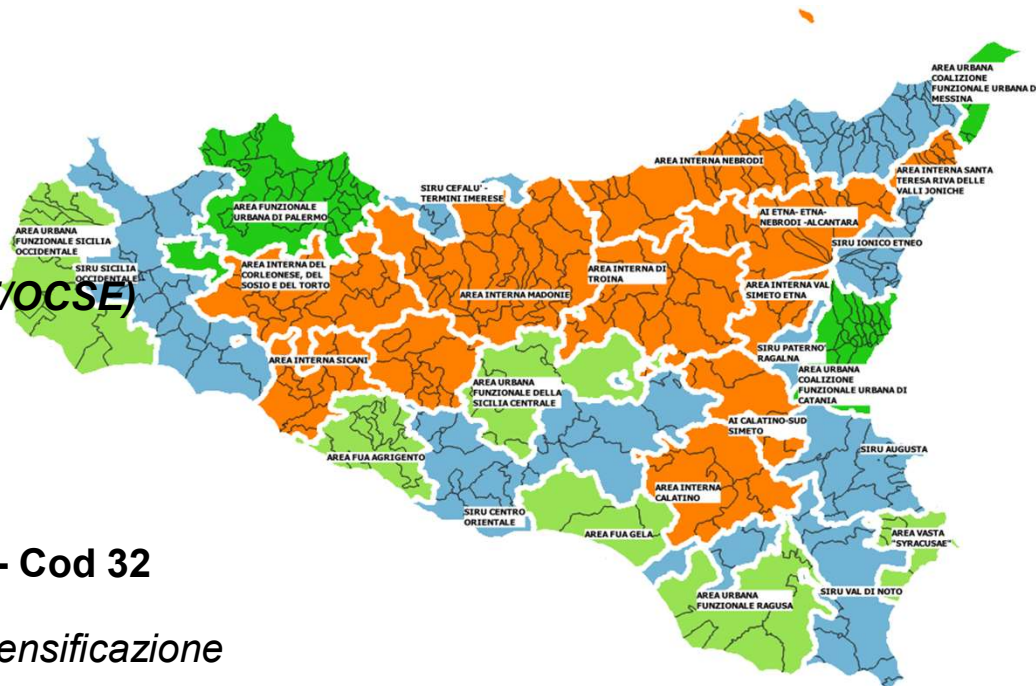 AREA URBANA
COALIZIONE
FUNZIONALE URBANA D
MESSINA
AREA INTERNA NEBRODI
AREA INTERNA SANTA
TERESA RIVA DELLE
VALLI JONICHE
SIRU CEFALU' -
TERMINI IMERESE
AREA FUNZIONALE
URBANA DI PALERMO
AI ETNA- ETNA-
NEBRODI -ALCANTARA
AREA URBANA
FUNZIONALE SICILIA
OCCIDENTALE
SIRU IONICO ETNEO
SIRU SICILIA
OCCIDENTALE
AREA INTERNA DEL
CORLEONESE, DEL
SOSIO E DEL TORTO
AREA INTERNA DI
TROINA
AREA INTERNA VAL
SIMETO ETNA
/OCSE)
AREA INTERNA MADONIE
SIRU PATERNO'
RAGALNA
AREA INTERNA SICANI
AREA URBANA
COALIZIONE
FUNZIONALE URBANA DI
CATANIA
AREA URBANA
FUNZIONALE DELLA
SICILIA CENTRALE
AI CALATINO-SUD
SIMETO
SIRU AUGUSTA
AREA FUA AGRIGENTO
AREA INTERNA
CALATINO
SIRU CENTRO
ORIENTALE
AREA FUA GELA
AREA VASTA
"SYRACUSAE"
- Cod 32
AREA URBANA
FUNZIONALE RAGUSA
SIRU VAL DI NOTO
ensificazione